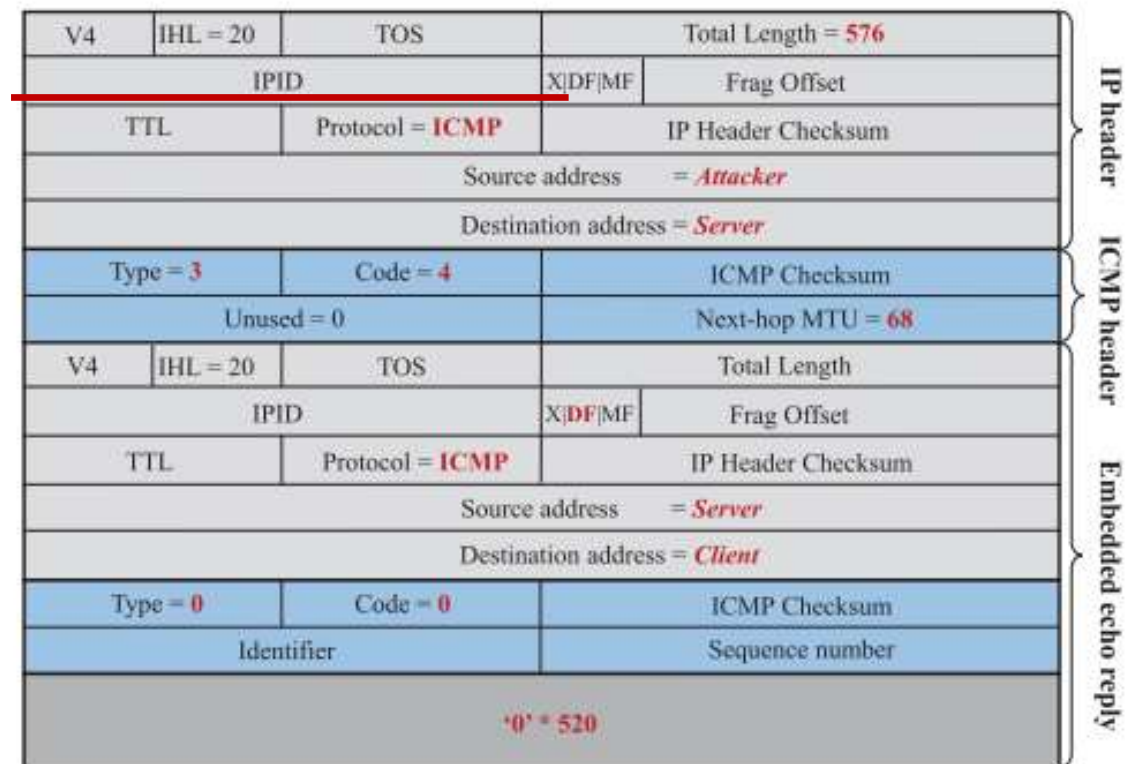 V4 IHL = 20 TOS Total Length = 576
IPID X|DF|MF Frag Offset
TTL Protocol = ICMP IP Header Checksum
Source address = Attacker
Destination address = Server
Type = 3 Code = 4 ICMP Checksum
Unused = 0 Next-hop MTU = 68
V4 IHL = 20 TOS Total Length
IPID X|DF|MF Frag Offset
TTL Protocol = ICMP IP Header Checksum
Source address = Server
Destination address = Client
Type = 0 Code = 0 ICMP Checksum
Identifier Sequence number
‘0’ * 520
IP header
ICMP header
Embedded echo reply